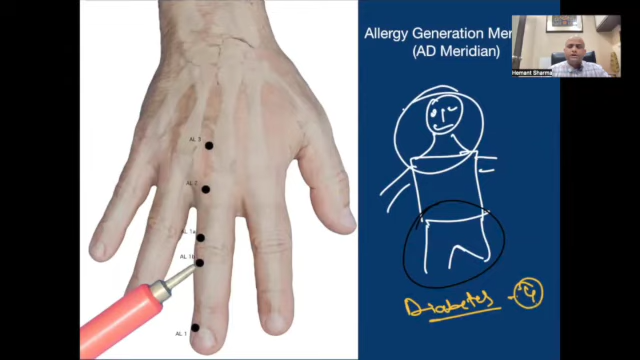 Allergy Generation Mer
(AD Meridian)
Hemant Sharma
AL 3
AL 2
AL 1a
AL 1b
AL 1
Diabetes